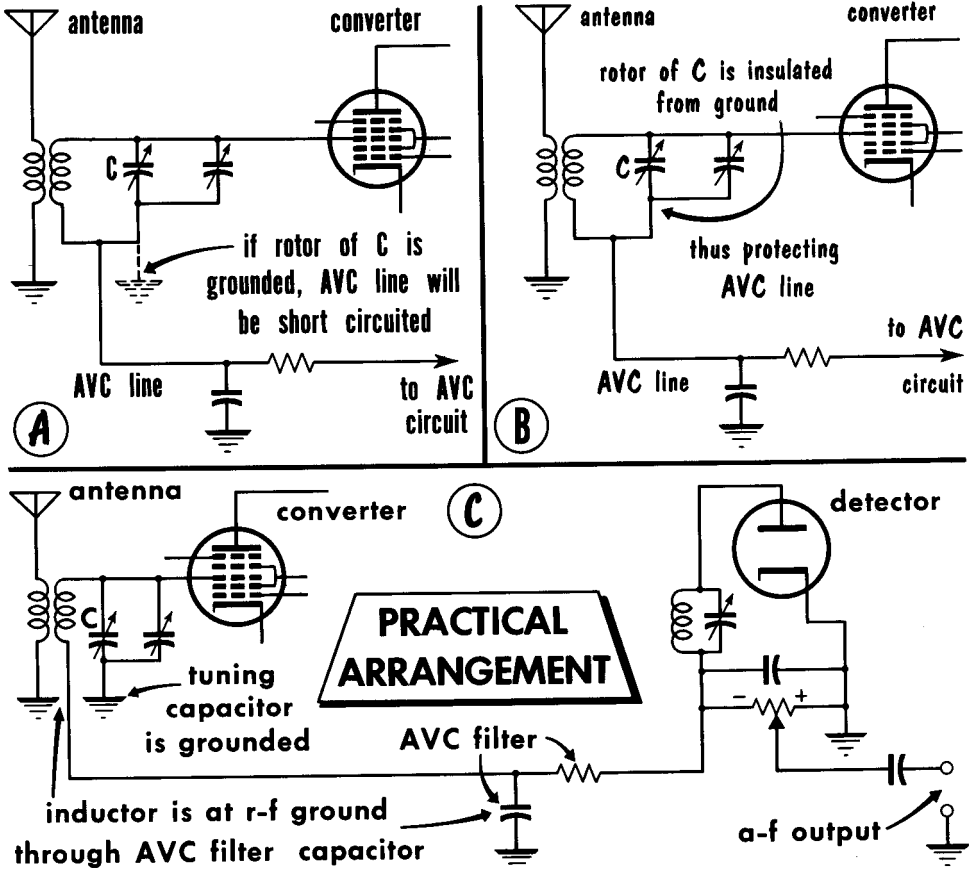 antenna
converter
C
if rotor of C is
grounded, AVC line will
be short circuited
AVC line
to AVC
circuit
A
antenna
converter
rotor of C is insulated
from ground
C
thus protecting
AVC line
to AVC
AVC line
circuit
B
antenna
converter
C
detector
C
PRACTICAL
ARRANGEMENT
tuning
capacitor
is grounded
- +
AVC filter
inductor is at r-f ground
through AVC filter capacitor
a-f output